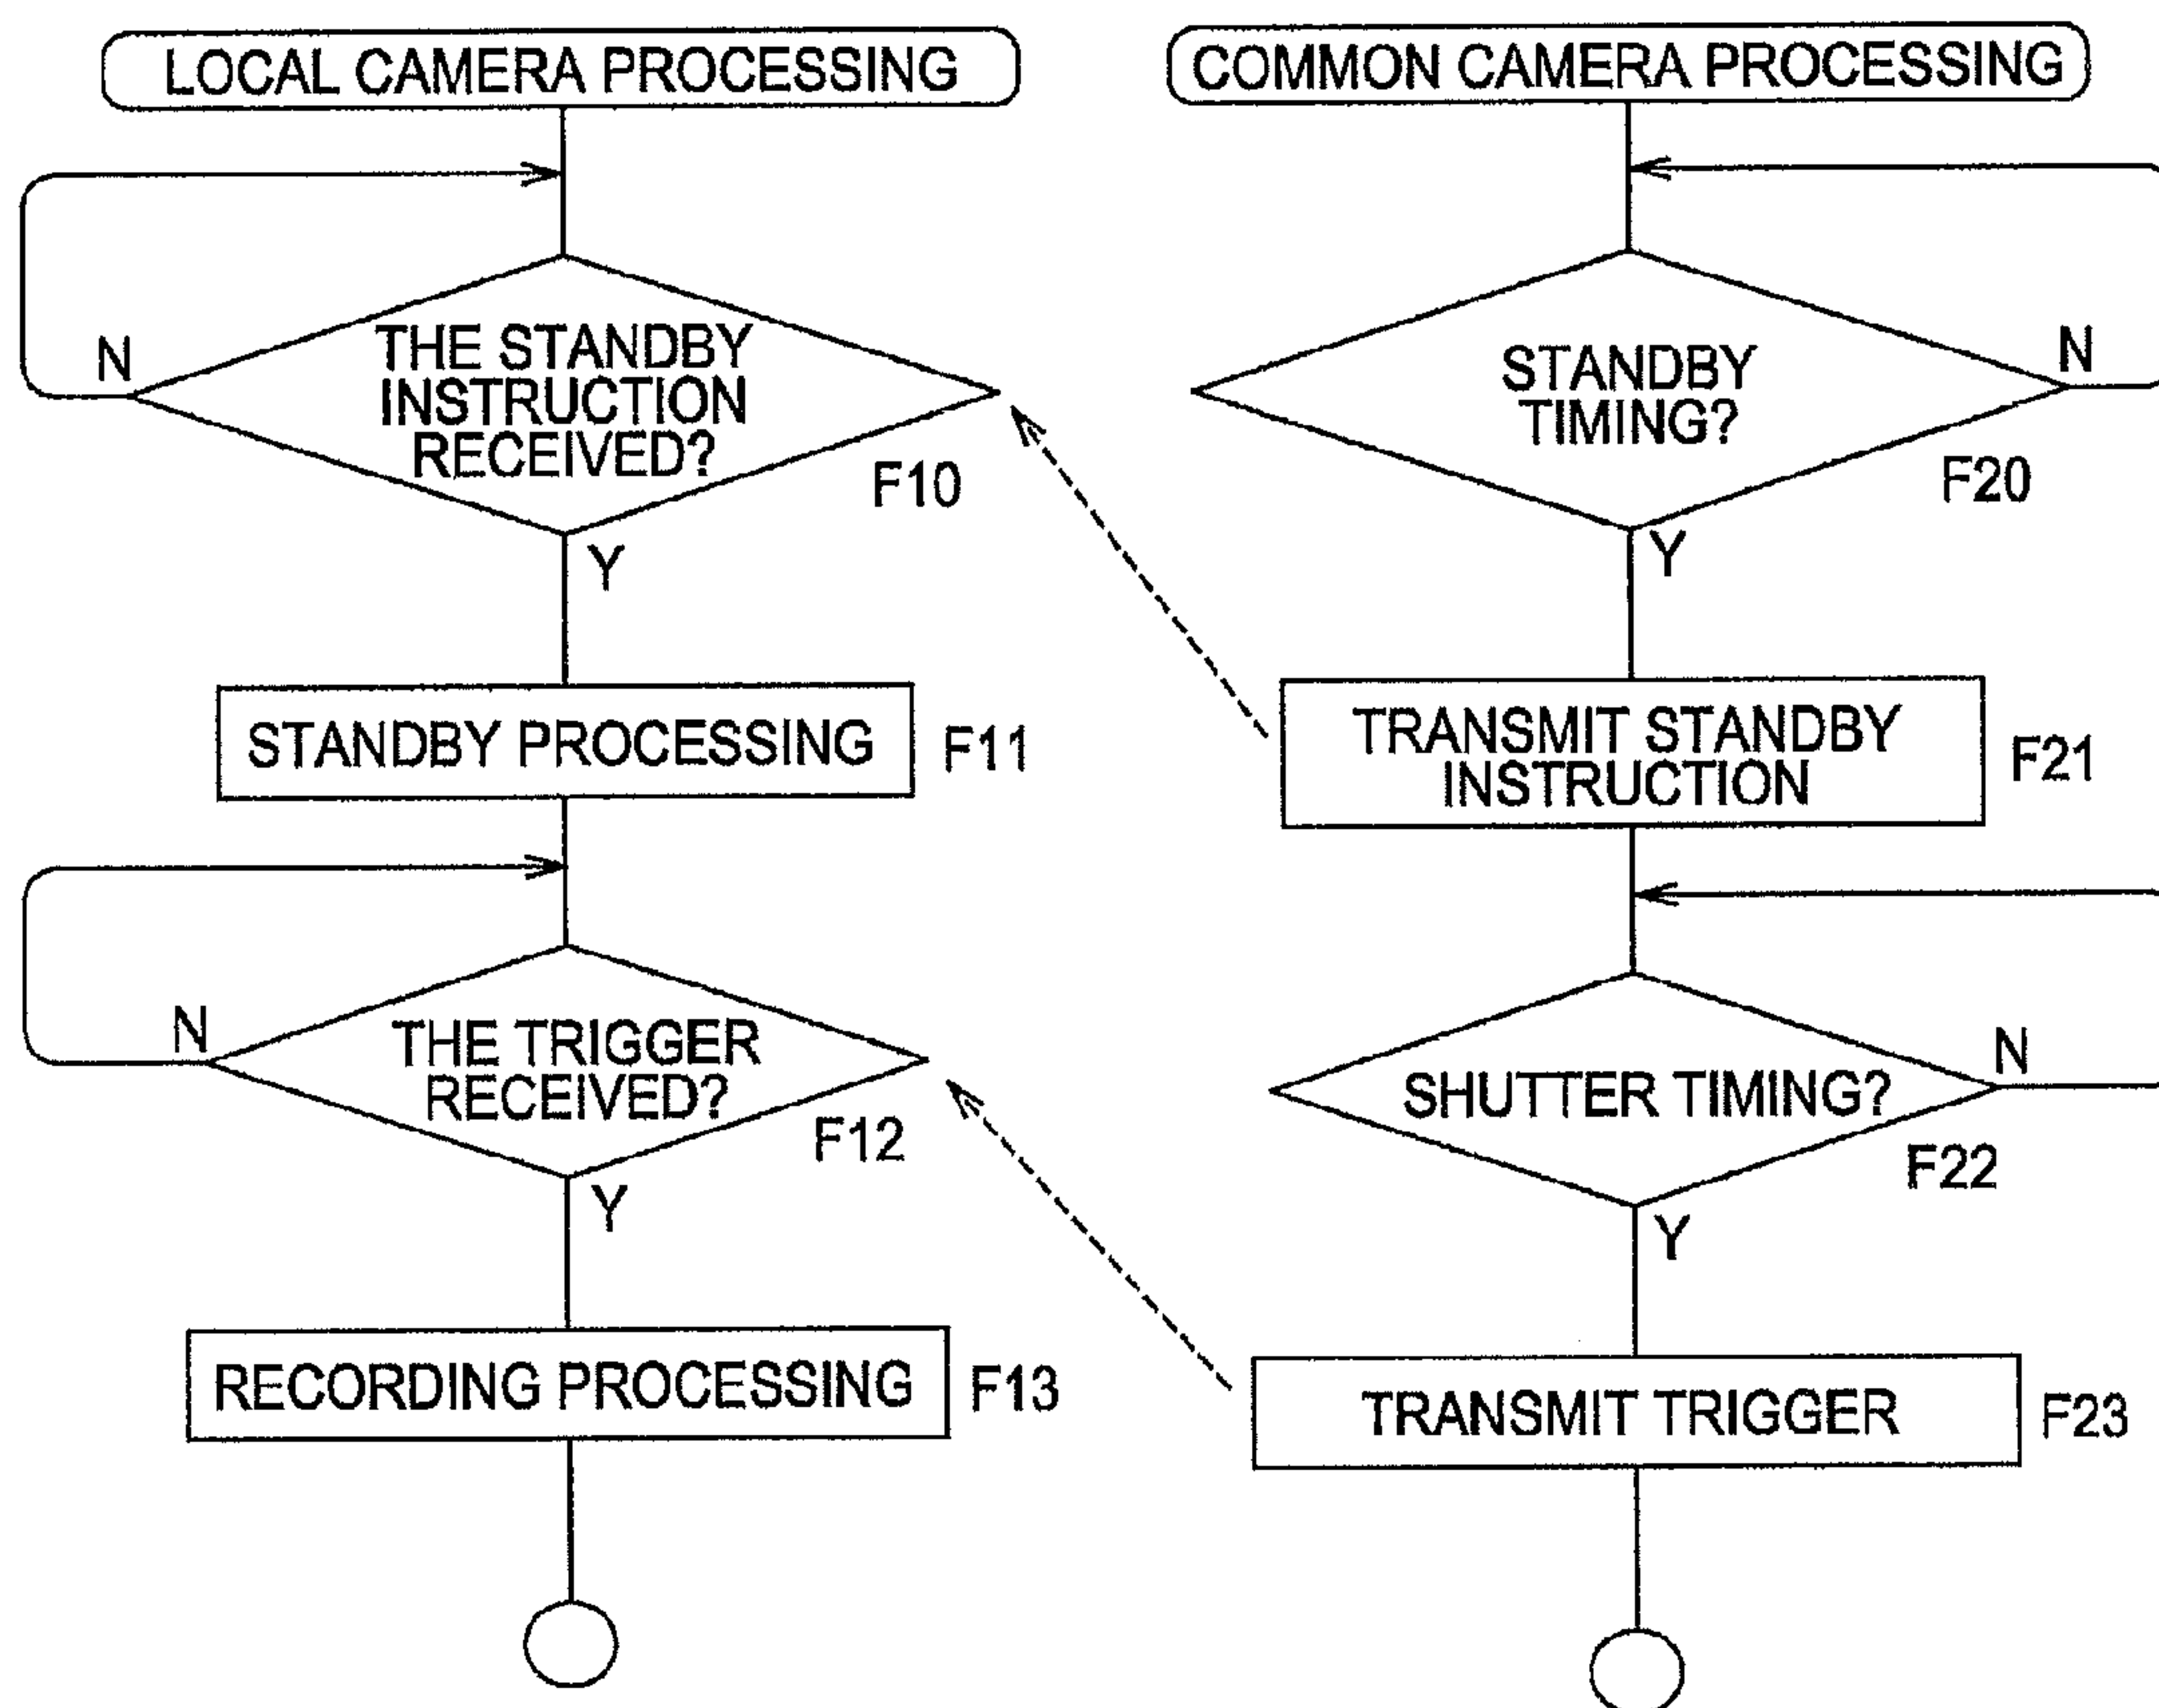 LOCAL CAMERA PROCESSING
THE STANDBY
INSTRUCTION
RECEIVED?
N
F10
Y
STANDBY PROCESSING
F11
N
THE TRIGGER
RECEIVED?
F12
Y
RECORDING PROCESSING
F13
COMMON CAMERA PROCESSING
STANDBY
TIMING?
N
F20
Y
TRANSMIT STANDBY
INSTRUCTION
F21
N
SHUTTER TIMING?
F22
Y
TRANSMIT TRIGGER
F23